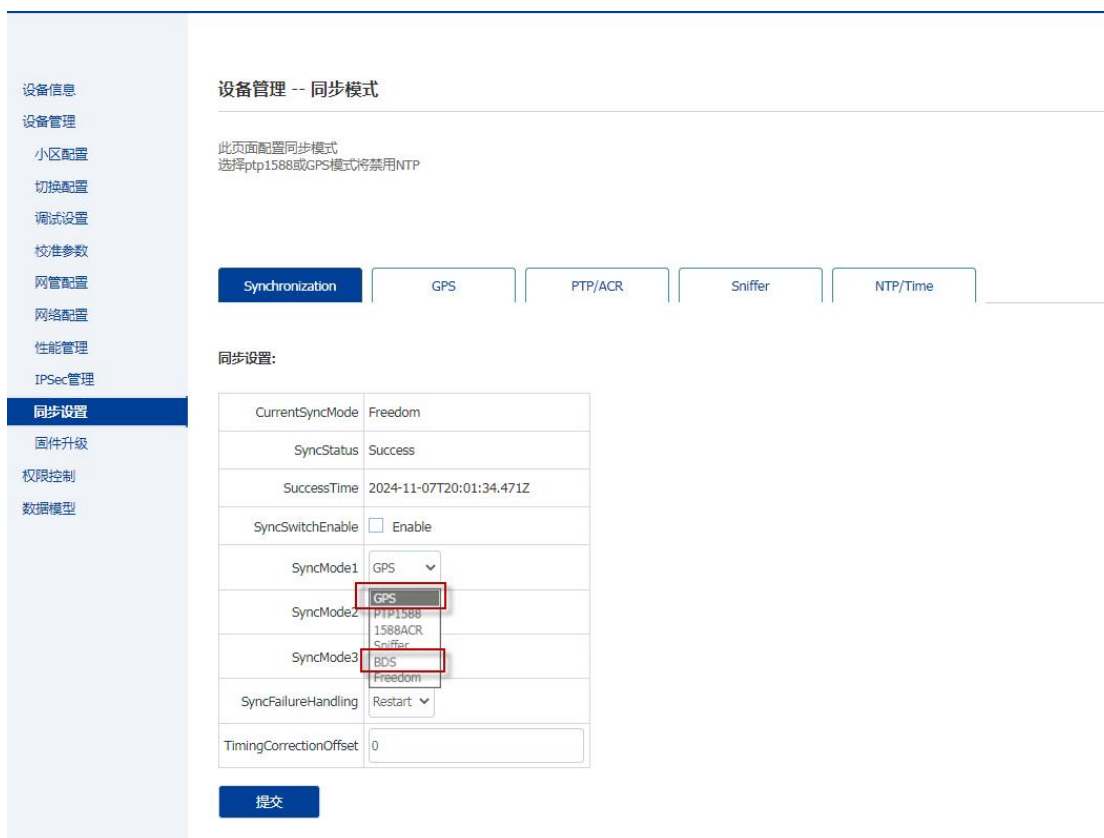 设备信息
设备管理
小区配置
切换配置
调试设置
校准参数
网管配置
网络配置
性能管理
IPSec管理
同步设置
固件升级
权限控制
数据模型
设备管理 -- 同步模式
此页面配置同步模式
选择ptp1588或GPS模式将禁用NTP
Synchronization GPS PTP/ACR Sniffer NTP/Time
同步设置:
CurrentSyncMode Freedom
SyncStatus Success
SuccessTime 2024-11-07T20:01:34.471Z
SyncSwitchEnable Enable
SyncMode1 GPS
GPS
SyncMode2 PTP1588
1588ACR
Sniffer
SyncMode3 BDS
Freedom
SyncFailureHandling Restart
TimingCorrectionOffset 0
提交